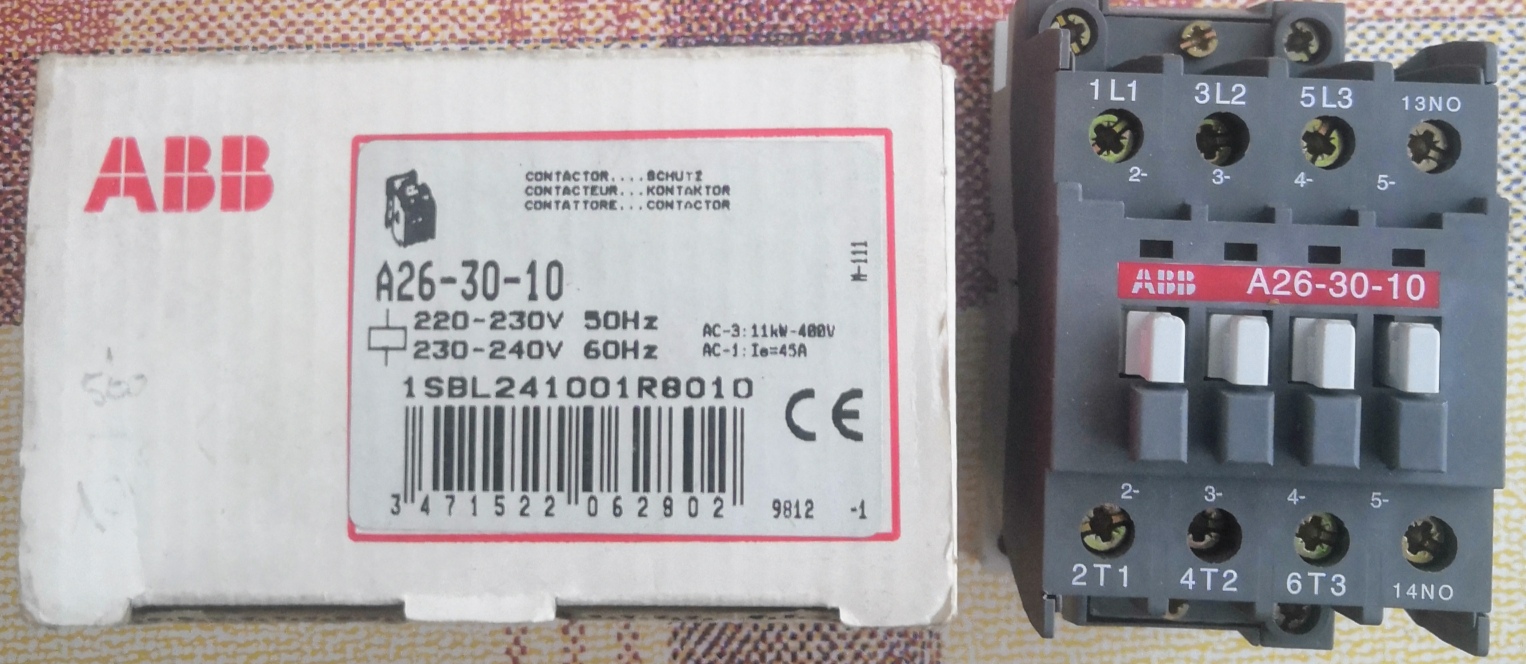 ABB
CONTACTOR....SCHUTZ
CONTACTEUR...KONTAKTOR
CONTATTORE...CONTACTOR
A26-30-10
M-111
220-230V 50Hz
230-240V 60Hz
AC-3:11kW-400V
AC-1:Ie=45A
1SBL241001R8010
CE
3 471522 062802
9812 -1
500
1L1 3L2 5L3 13NO
2- 3- 4- 5-
ABB A26-30-10
2- 3- 4- 5-
2T1 4T2 6T3 14NO